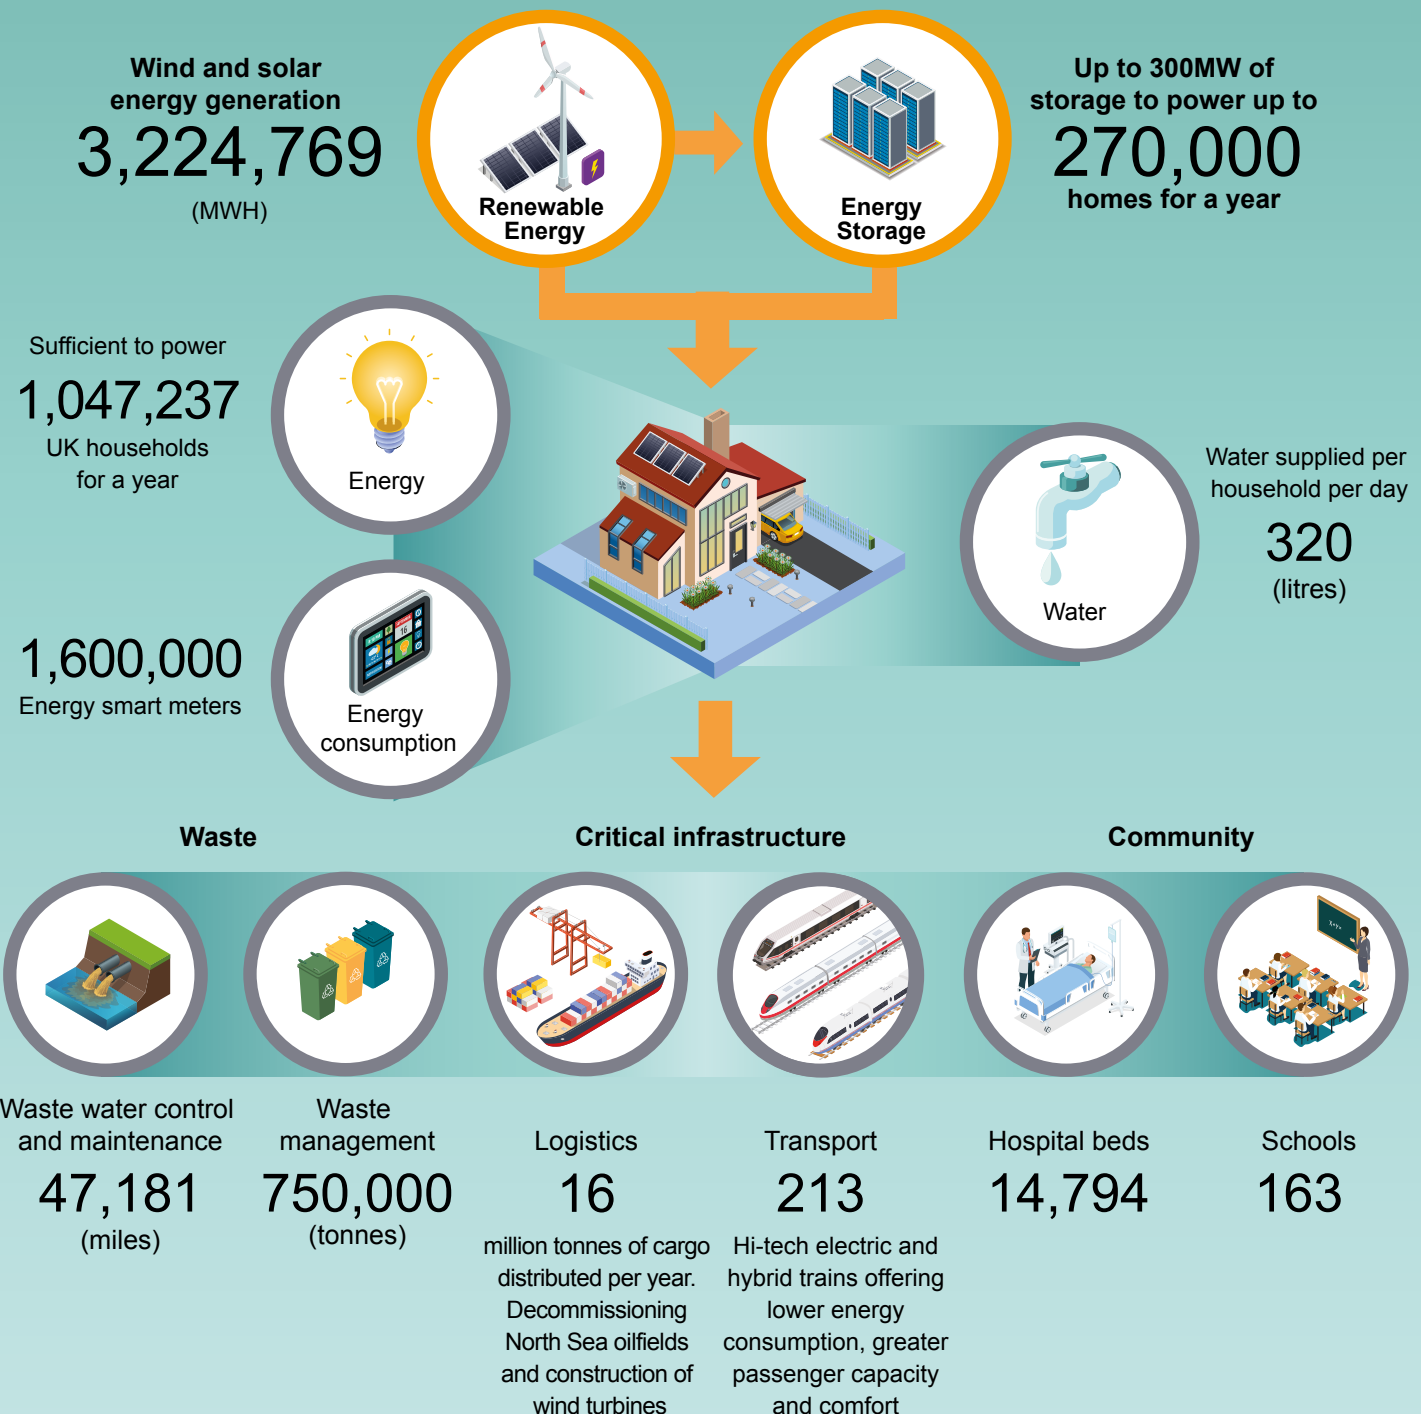 Wind and solar
energy generation
3,224,769
(MWH)
Renewable
Energy
Energy
Storage
Up to 300MW of
storage to power up to
270,000
homes for a year
Sufficient to power
1,047,237
UK households
for a year
Energy
1,600,000
Energy smart meters
Energy
consumption
Water
Water supplied per
household per day
320
(litres)
Waste
Critical infrastructure
Community
Waste water control
and maintenance
47,181
(miles)
Waste
management
750,000
(tonnes)
Logistics
16
million tonnes of cargo
distributed per year.
Decommissioning
North Sea oilfields
and construction of
wind turbines
Transport
213
Hi-tech electric and
hybrid trains offering
lower energy
consumption, greater
passenger capacity
and comfort
Hospital beds
14,794
Schools
163